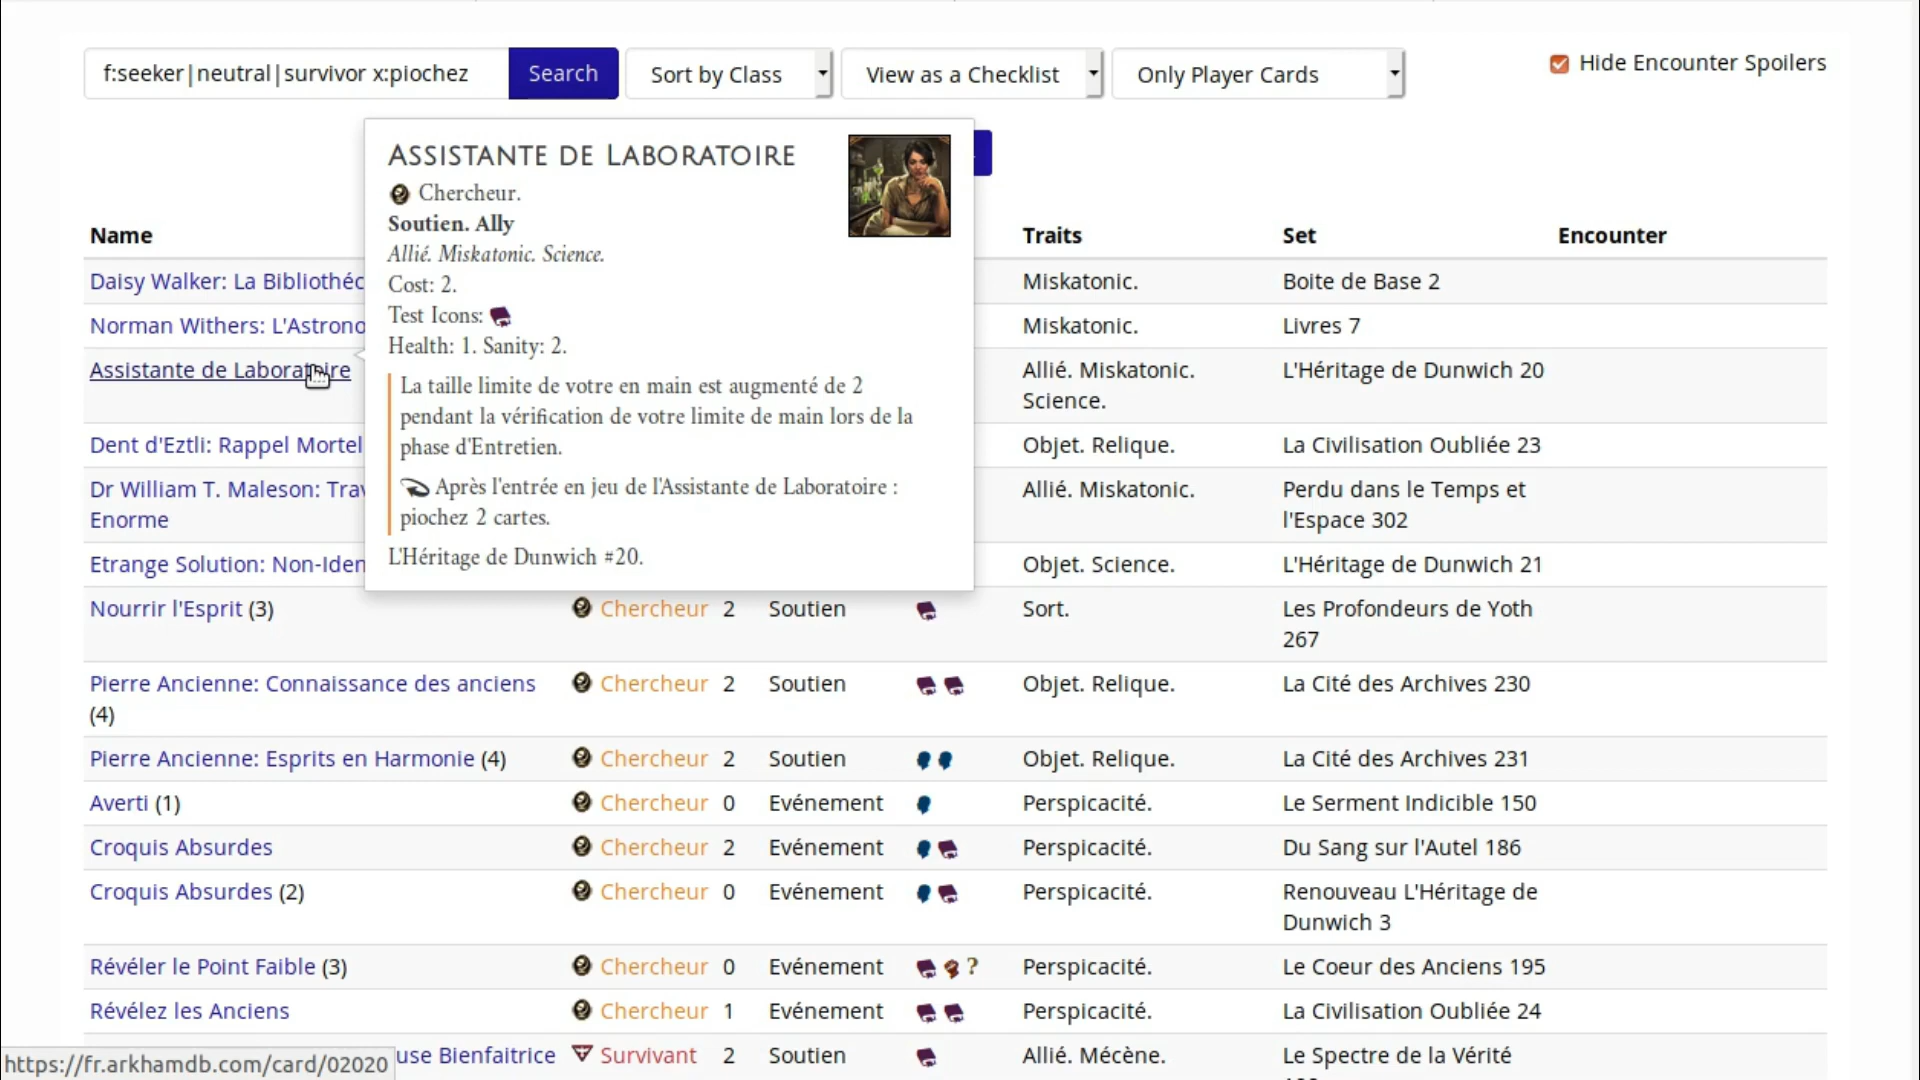 f:seeker|neutral|survivor x:piochez
Search
Sort by Class
View as a Checklist
Only Player Cards
Hide Encounter Spoilers
Assistante de Laboratoire
Chercheur.
Soutien. Ally
Allié. Miskatonic. Science.
Cost: 2.
Test Icons:
Health: 1. Sanity: 2.
La taille limite de votre en main est augmenté de 2
pendant la vérification de votre limite de main lors de la
phase d'Entretien.
Après l'entrée en jeu de l'Assistante de Laboratoire :
piochez 2 cartes.
L'Héritage de Dunwich #20.
Name Traits Set Encounter
Daisy Walker: La Bibliothéc Miskatonic. Boite de Base 2
Norman Withers: L'Astrono Miskatonic. Livres 7
Assistante de Laboratoire Allié. Miskatonic. L'Héritage de Dunwich 20
Science.
Dent d'Eztli: Rappel Mortel Objet. Relique. La Civilisation Oubliée 23
Dr William T. Maleson: Trav Allié. Miskatonic. Perdu dans le Temps et
Enorme l'Espace 302
Etrange Solution: Non-Iden Objet. Science. L'Héritage de Dunwich 21
Nourrir l'Esprit (3) Chercheur 2 Soutien Sort. Les Profondeurs de Yoth
267
Pierre Ancienne: Connaissance des anciens Chercheur 2 Soutien Objet. Relique. La Cité des Archives 230
(4)
Pierre Ancienne: Esprits en Harmonie (4) Chercheur 2 Soutien Objet. Relique. La Cité des Archives 231
Averti (1) Chercheur 0 Evénement Perspicacité. Le Serment Indicible 150
Croquis Absurdes Chercheur 2 Evénement Perspicacité. Du Sang sur l'Autel 186
Croquis Absurdes (2) Chercheur 0 Evénement Perspicacité. Renouveau L'Héritage de
Dunwich 3
Révéler le Point Faible (3) Chercheur 0 Evénement ? Perspicacité. Le Coeur des Anciens 195
Révélez les Anciens Chercheur 1 Evénement Perspicacité. La Civilisation Oubliée 24
use Bienfaitrice Survivant 2 Soutien Allié. Mécène. Le Spectre de la Vérité
https://fr.arkhamdb.com/card/02020